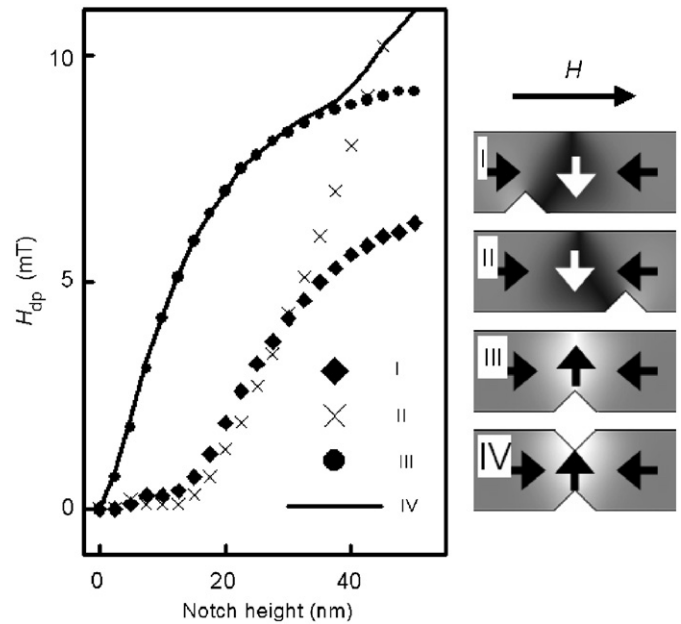 10
5
0
H_dp (mT)
0
20
40
Notch height (nm)
I
II
III
IV
H
I
II
III
IV